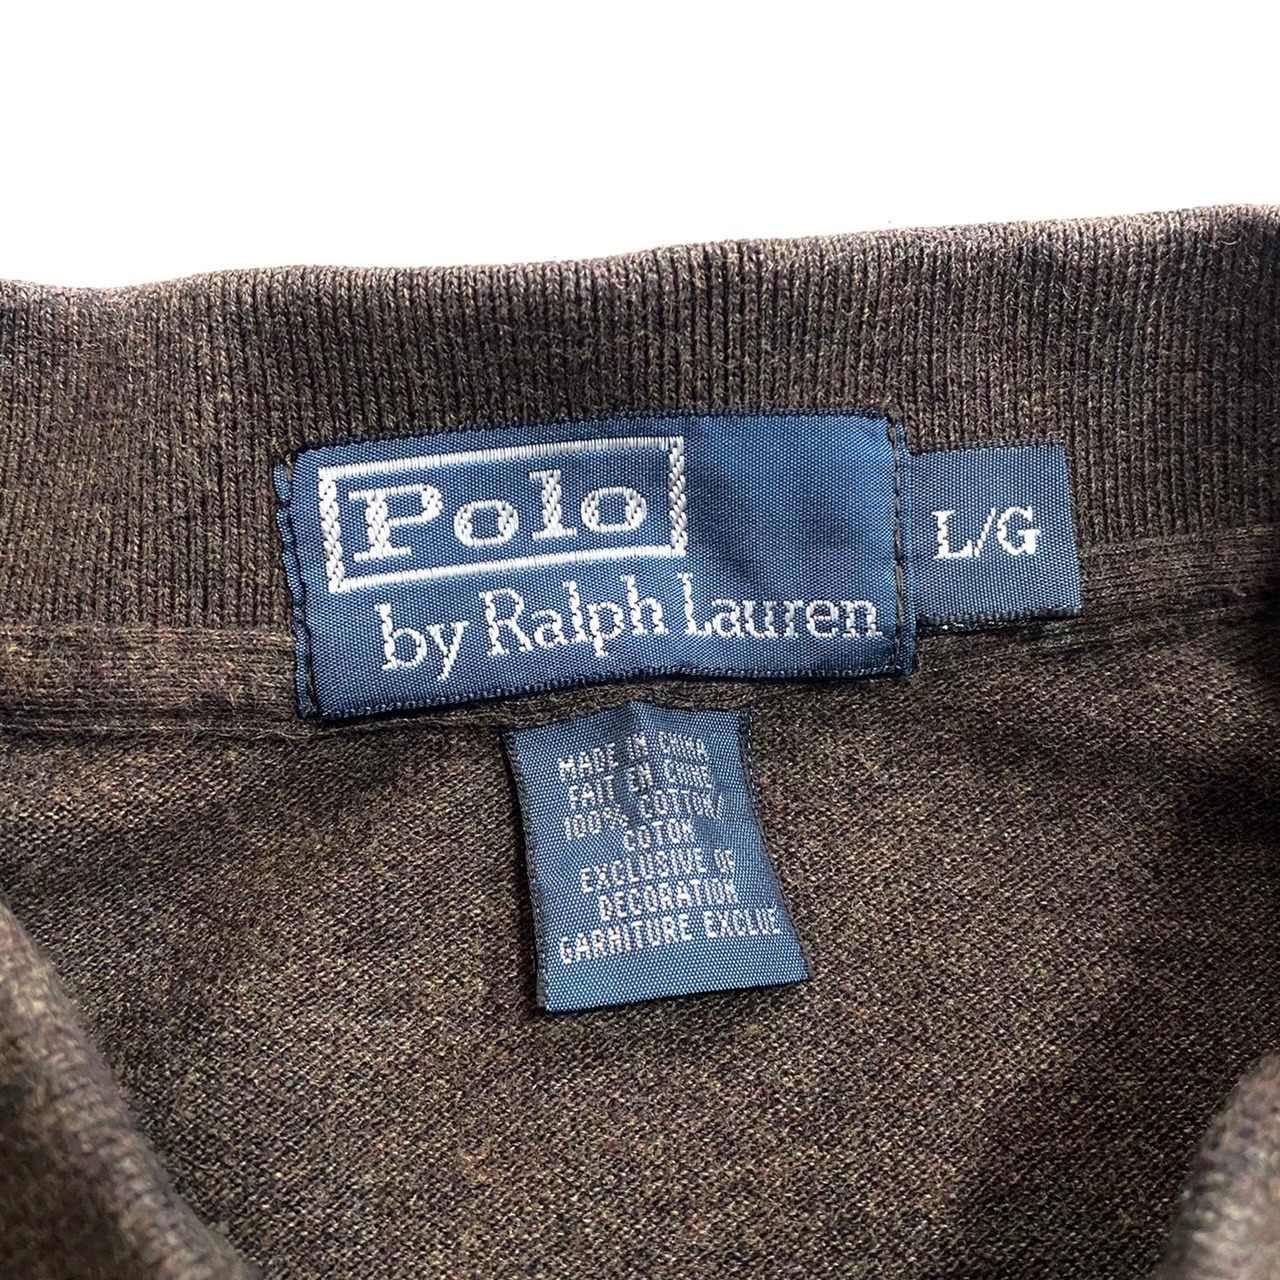 Polo
by Ralph Lauren
L/G
MADE IN CHINA
FAIT EN CHINE
100% COTTON/
COTON
EXCLUSIVE OF
DECORATION
GARNITURE EXCLUE